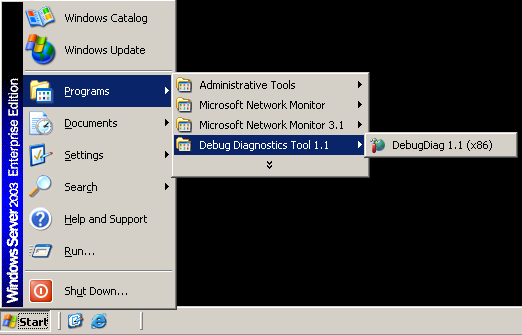 Windows Catalog
Windows Update
Programs
Documents
Settings
Search
Help and Support
Run...
Shut Down...
Windows Server 2003 Enterprise Edition
Administrative Tools
Microsoft Network Monitor
Microsoft Network Monitor 3.1
Debug Diagnostics Tool 1.1
DebugDiag 1.1 (x86)
Start